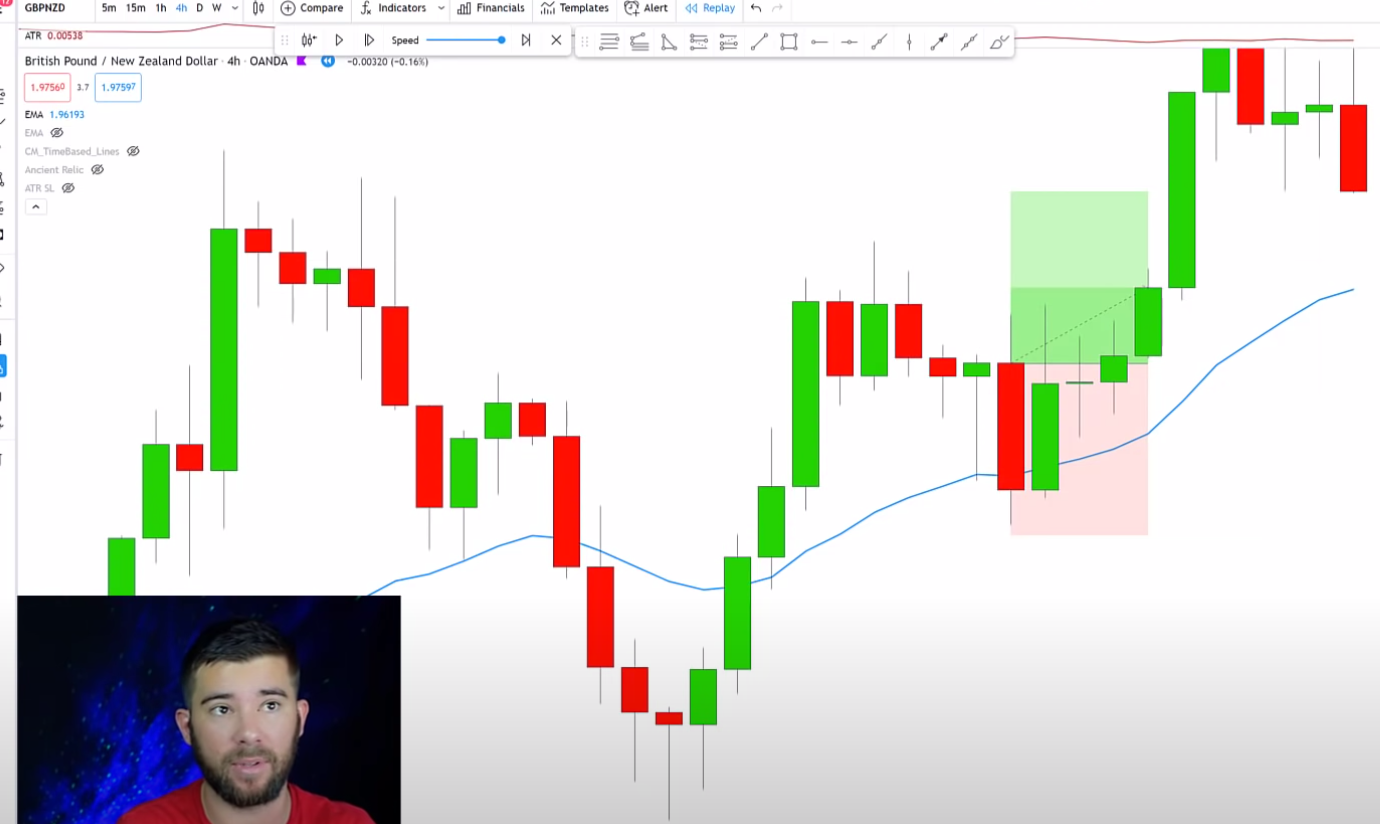 GBPNZD 5m 15m 1h 4h D W Compare Indicators Financials Templates Alert Replay
ATR 0.00538 Speed
British Pound / New Zealand Dollar · 4h · OANDA −0.00320 (−0.16%)
1.97560 3.7 1.97597
EMA 1.96193
EMA
CM_TimeBased_Lines
Ancient Relic
ATR SL